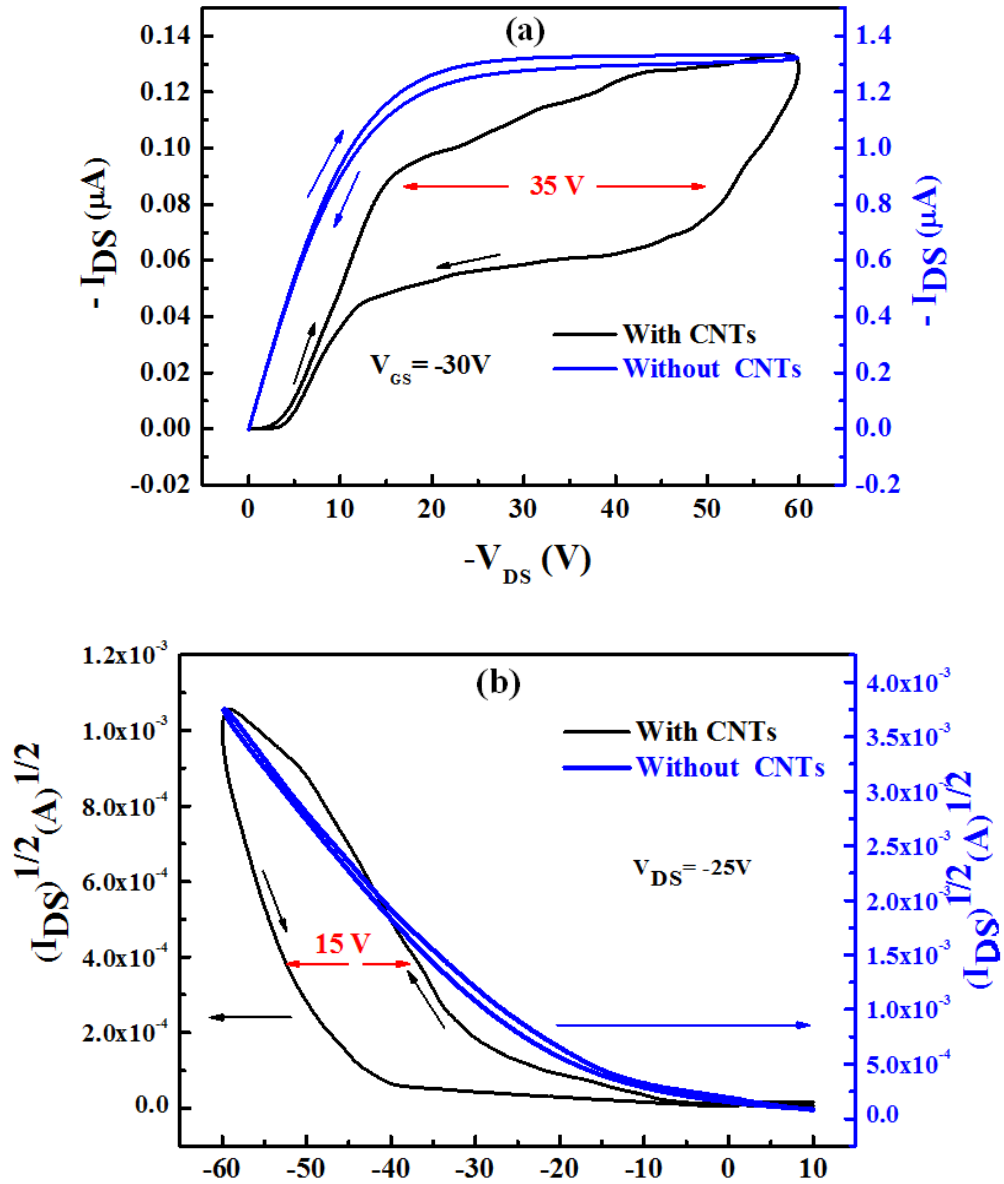 (a)
0.14
0.12
0.10
0.08
0.06
0.04
0.02
0.00
-0.02
- I_DS (μA)
1.4
1.2
1.0
0.8
0.6
0.4
0.2
0.0
-0.2
- I_DS (μA)
35 V
With CNTs
Without CNTs
V_GS= -30V
0 10 20 30 40 50 60
-V_DS (V)
(b)
1.2x10^-3
1.0x10^-3
8.0x10^-4
6.0x10^-4
4.0x10^-4
2.0x10^-4
0.0
(I_DS)^1/2(A)^1/2
4.0x10^-3
3.5x10^-3
3.0x10^-3
2.5x10^-3
2.0x10^-3
1.5x10^-3
1.0x10^-3
5.0x10^-4
0.0
(I_DS)^1/2(A)^1/2
With CNTs
Without CNTs
V_DS= -25V
15 V
-60 -50 -40 -30 -20 -10 0 10